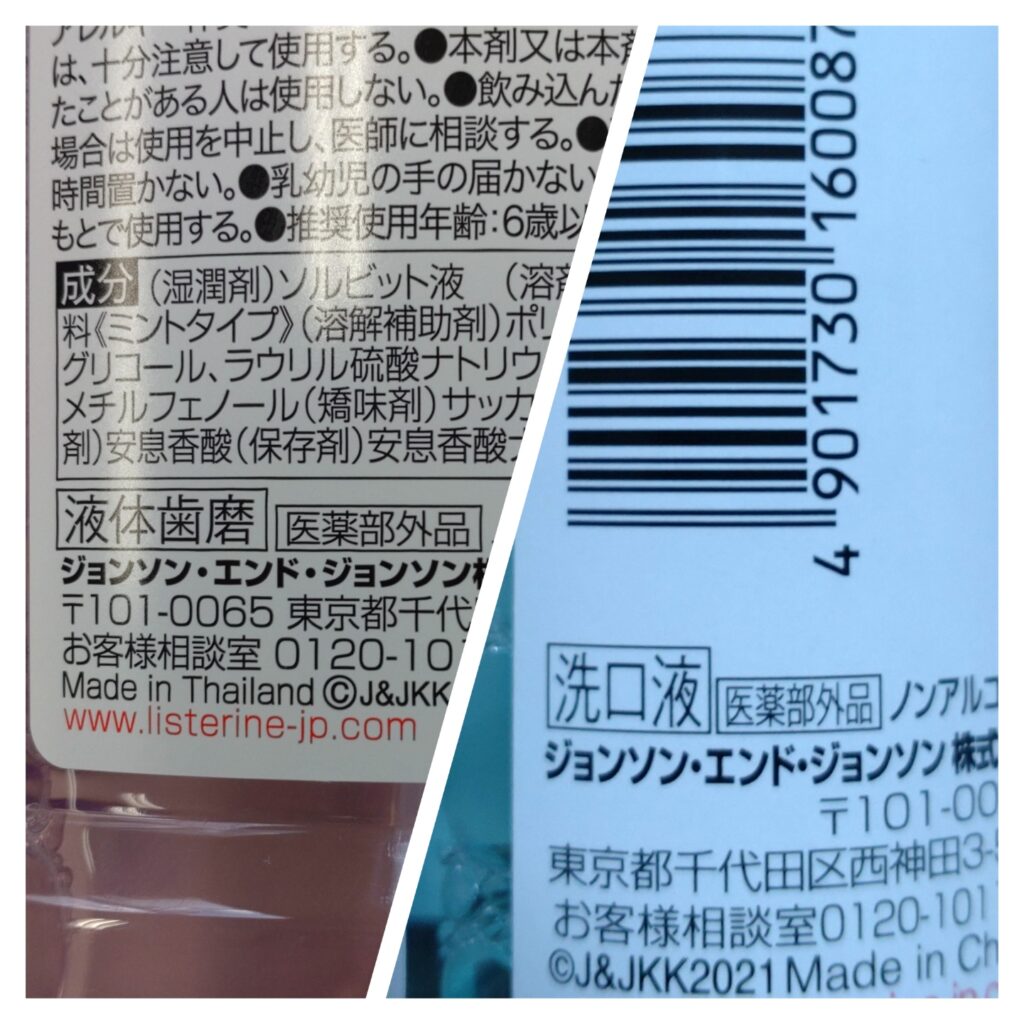 は、十分注意して使用する。●本剤又は本剤
たことがある人は使用しない。●飲み込んだ
場合は使用を中止し、医師に相談する。●
時間置かない。●乳幼児の手の届かない
もとで使用する。●推奨使用年齢:6歳以
成分 (湿潤剤)ソルビット液 (溶剤
料《ミントタイプ》(溶解補助剤)ポリ
グリコール、ラウリル硫酸ナトリウ
メチルフェノール(矯味剤)サッカ
剤)安息香酸(保存剤)安息香酸
液体歯磨 医薬部外品
ジョンソン・エンド・ジョンソン株
〒101-0065 東京都千代
お客様相談室 0120-101
Made in Thailand ©J&JKK
www.listerine-jp.com
4 901730 160087
洗口液 医薬部外品 ノンアルコ
ジョンソン・エンド・ジョンソン 株式
〒101-00
東京都千代田区西神田3-5
お客様相談室0120-101
©J&JKK2021 Made in Ch